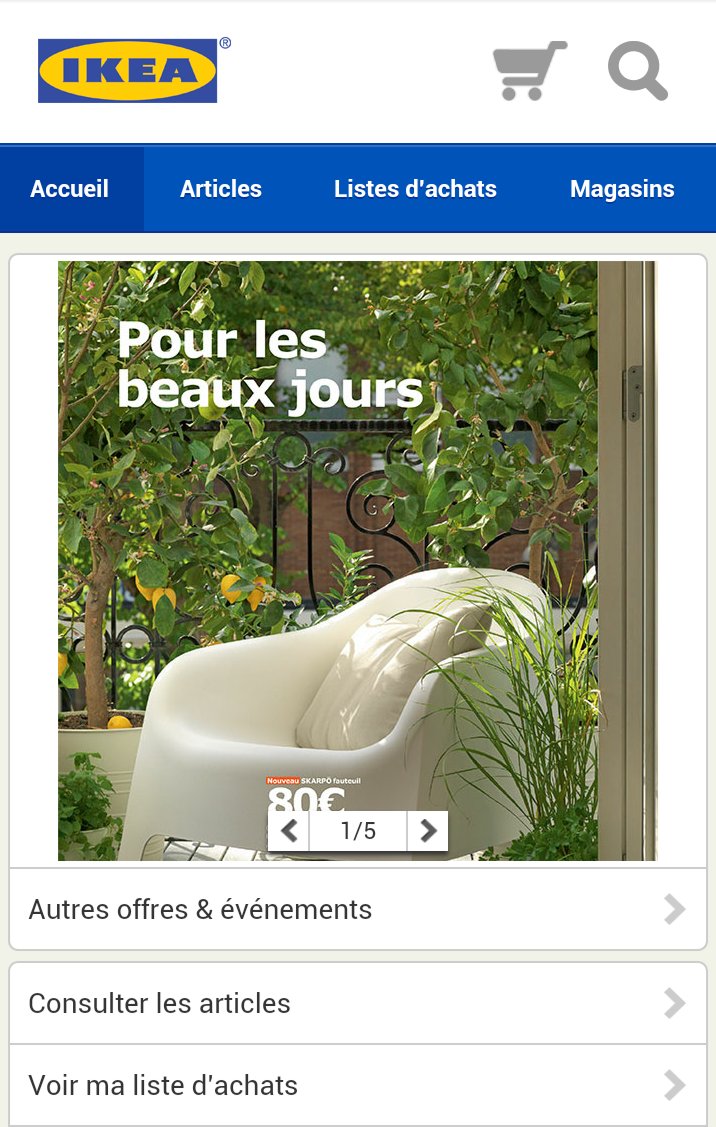 IKEA®
Accueil
Articles
Listes d'achats
Magasins
Pour les
beaux jours
Nouveau SKARPÖ fauteuil
80€
1/5
Autres offres & événements
Consulter les articles
Voir ma liste d'achats